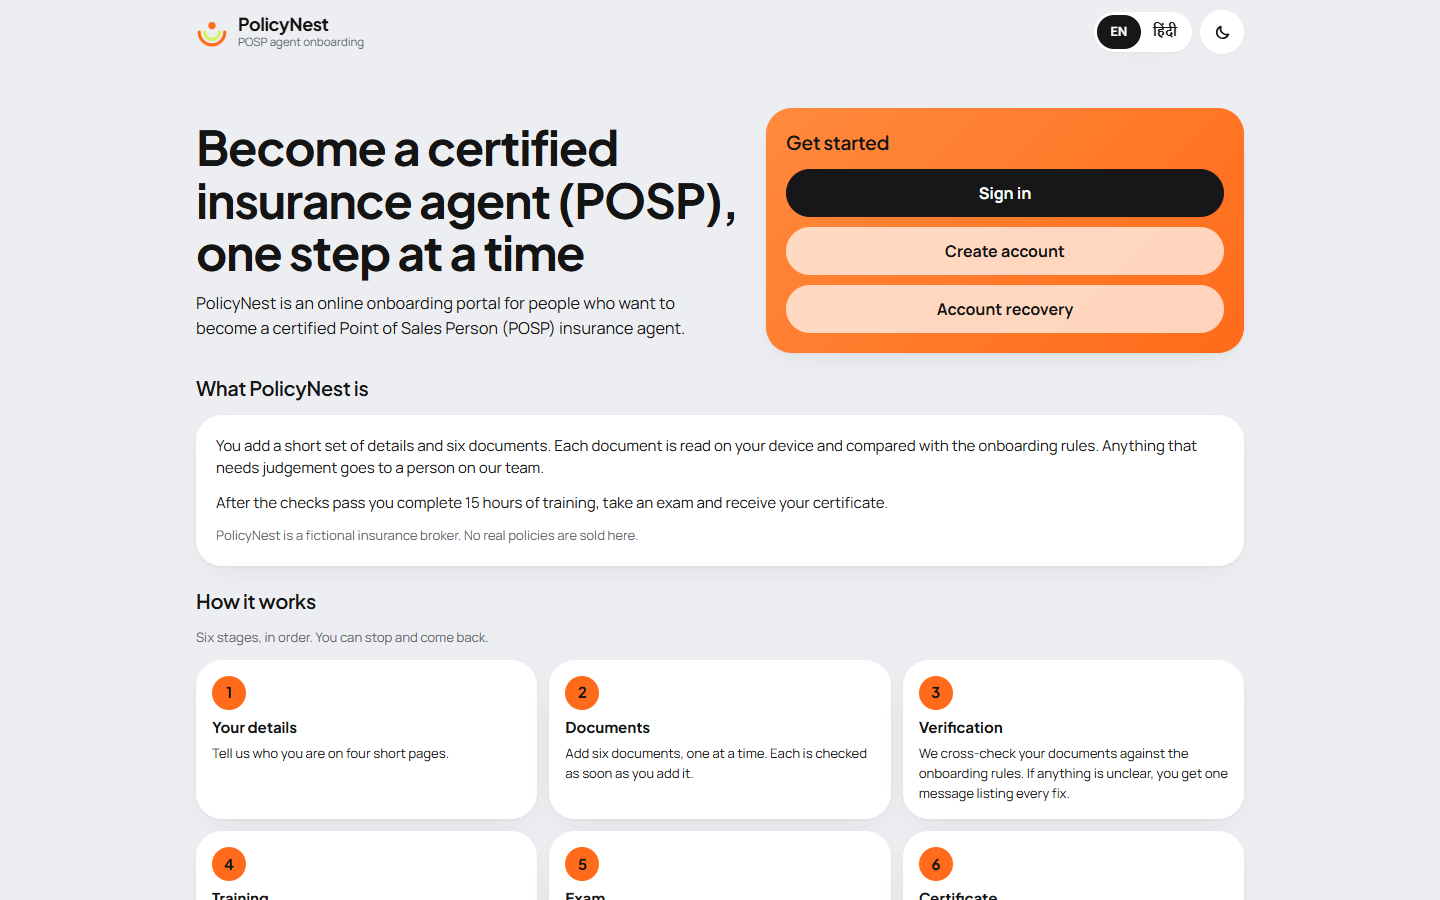 PolicyNest
POSP agent onboarding
EN
हिंदी
Become a certified
insurance agent (POSP),
one step at a time
PolicyNest is an online onboarding portal for people who want to
become a certified Point of Sales Person (POSP) insurance agent.
Get started
Sign in
Create account
Account recovery
What PolicyNest is
You add a short set of details and six documents. Each document is read on your device and compared with the onboarding rules. Anything that
needs judgement goes to a person on our team.
After the checks pass you complete 15 hours of training, take an exam and receive your certificate.
PolicyNest is a fictional insurance broker. No real policies are sold here.
How it works
Six stages, in order. You can stop and come back.
1
Your details
Tell us who you are on four short pages.
2
Documents
Add six documents, one at a time. Each is checked
as soon as you add it.
3
Verification
We cross-check your documents against the
onboarding rules. If anything is unclear, you get one
message listing every fix.
4
Training
5
Exam
6
Certificate